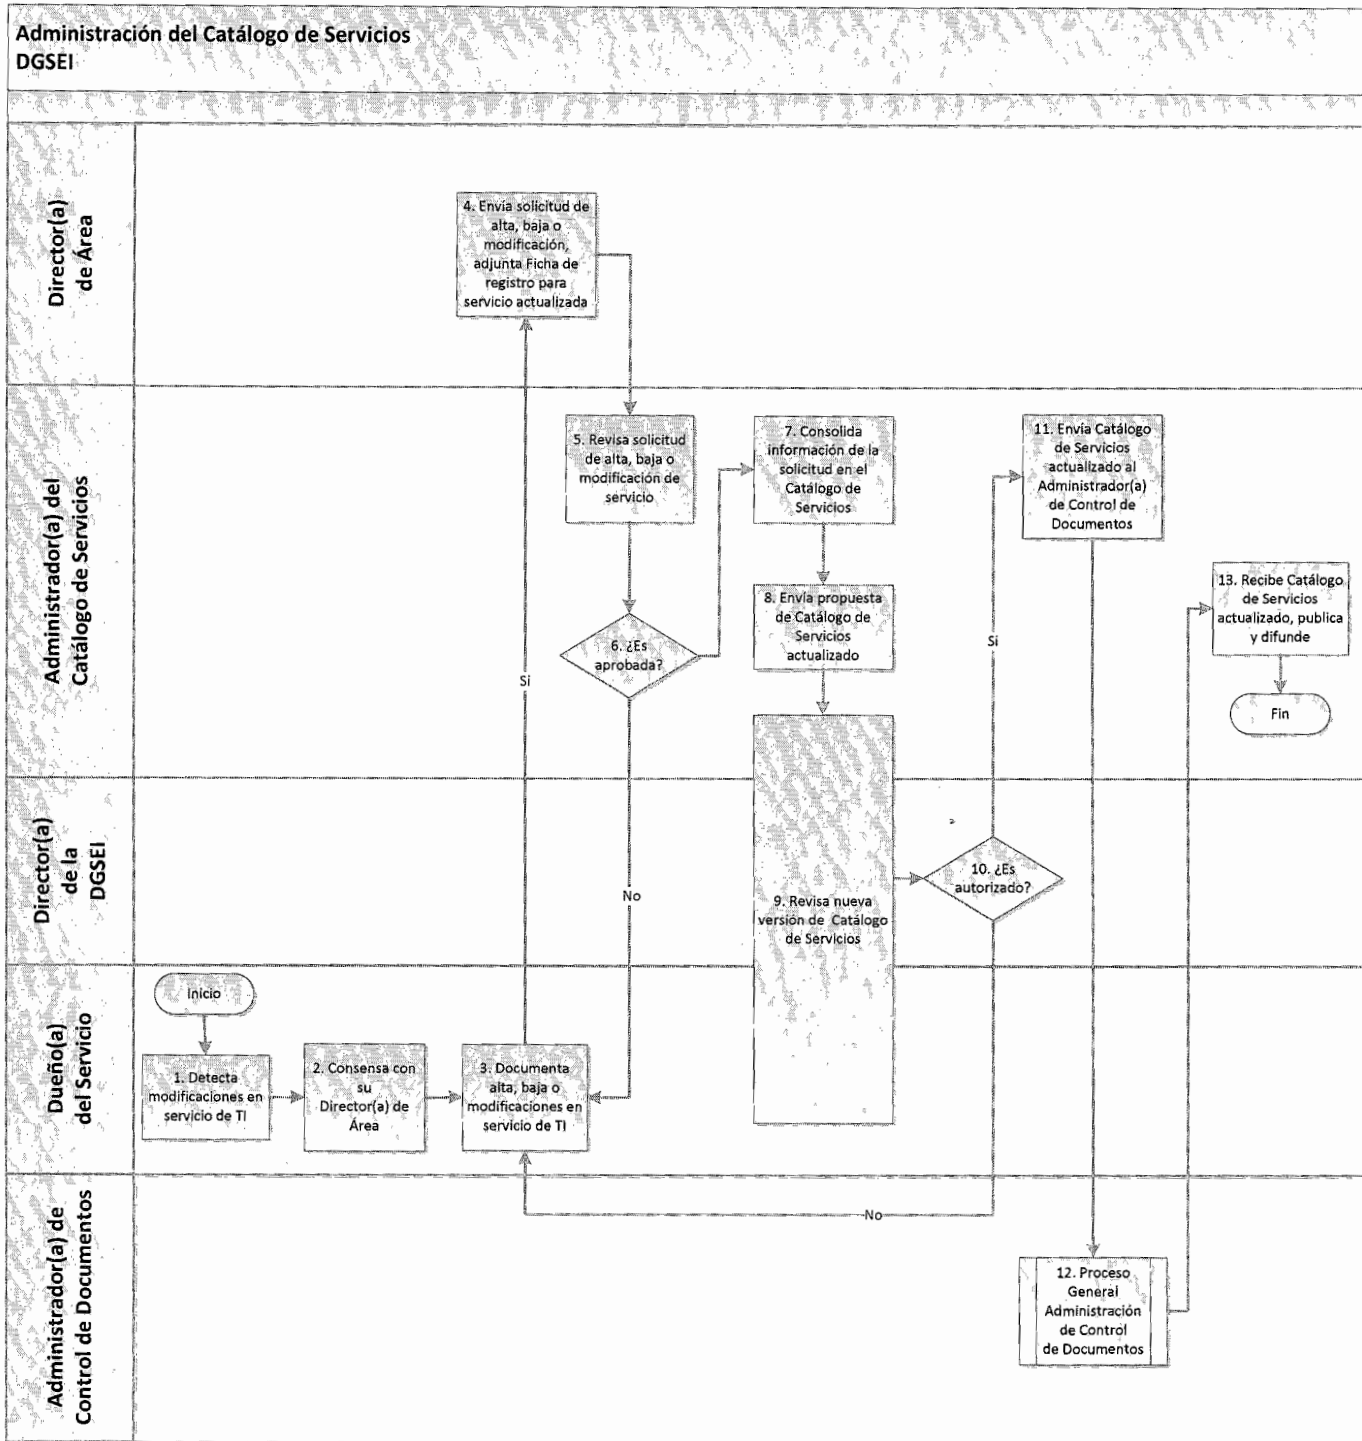 Administración del Catálogo de Servicios
DGSEI
Director(a)
de Área
4. Envía solicitud de
alta, baja o
modificación,
adjunta Ficha de
registro para
servicio actualizada
Administrador(a) del
Catálogo de Servicios
5. Revisa solicitud
de alta, baja o
modificación de
servicio
6. ¿Es
aprobada?
7. Consolida
información de la
solicitud en el
Catálogo de
Servicios
8. Envía propuesta
de Catálogo de
Servicios
actualizado
11. Envía Catálogo
de Servicios
actualizado al
Administrador(a)
de Control de
Documentos
13. Recibe Catálogo
de Servicios
actualizado, publica
y difunde
Fin
Si
Si
Director(a)
de la
DGSEI
No
9. Revisa nueva
versión de Catálogo
de Servicios
10. ¿Es
autorizado?
Dueño(a)
del Servicio
Inicio
1. Detecta
modificaciones en
servicio de TI
2. Consensa con
su
Director(a) de
Área
3. Documenta
alta, baja o
modificaciones en
servicio de TI
Administrador(a) de
Control de Documentos
No
12. Proceso
General
Administración
de Control
de Documentos